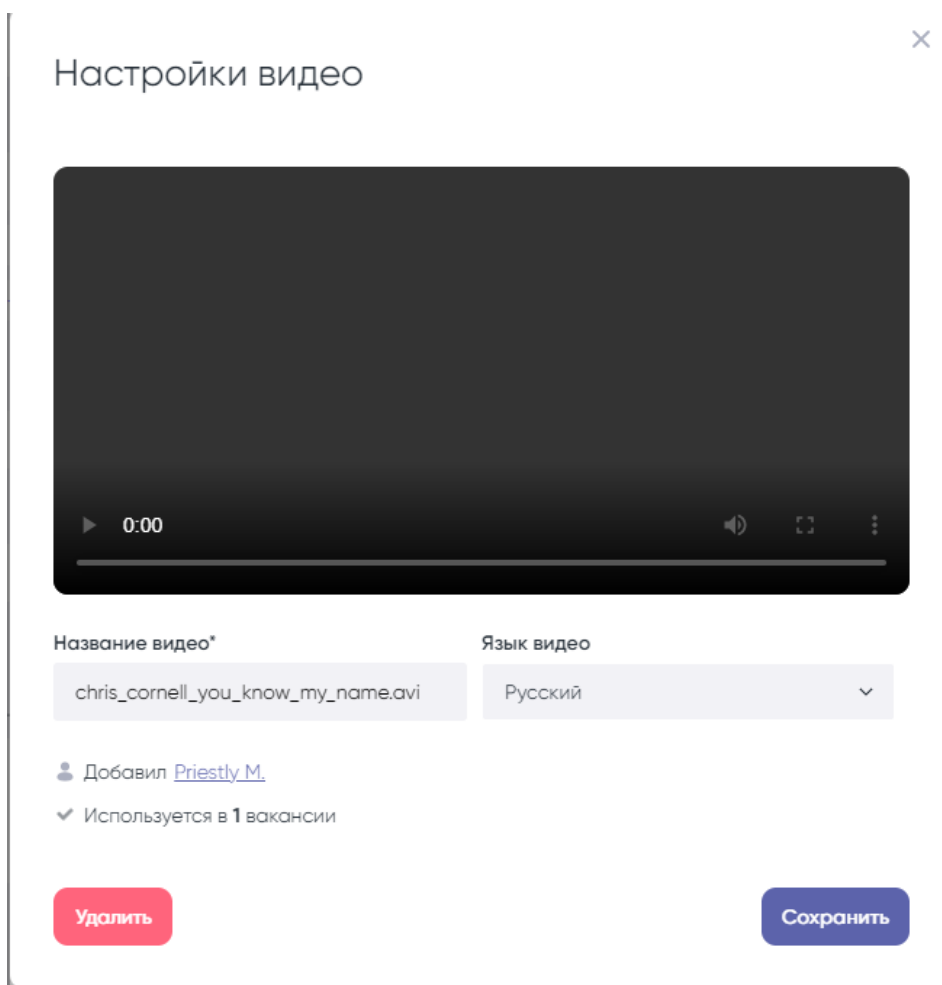 Настройки видео
0:00
Название видео*
Язык видео
chris_cornell_you_know_my_name.avi
Русский
Добавил Priestly M.
Используется в 1 вакансии
Удалить
Сохранить